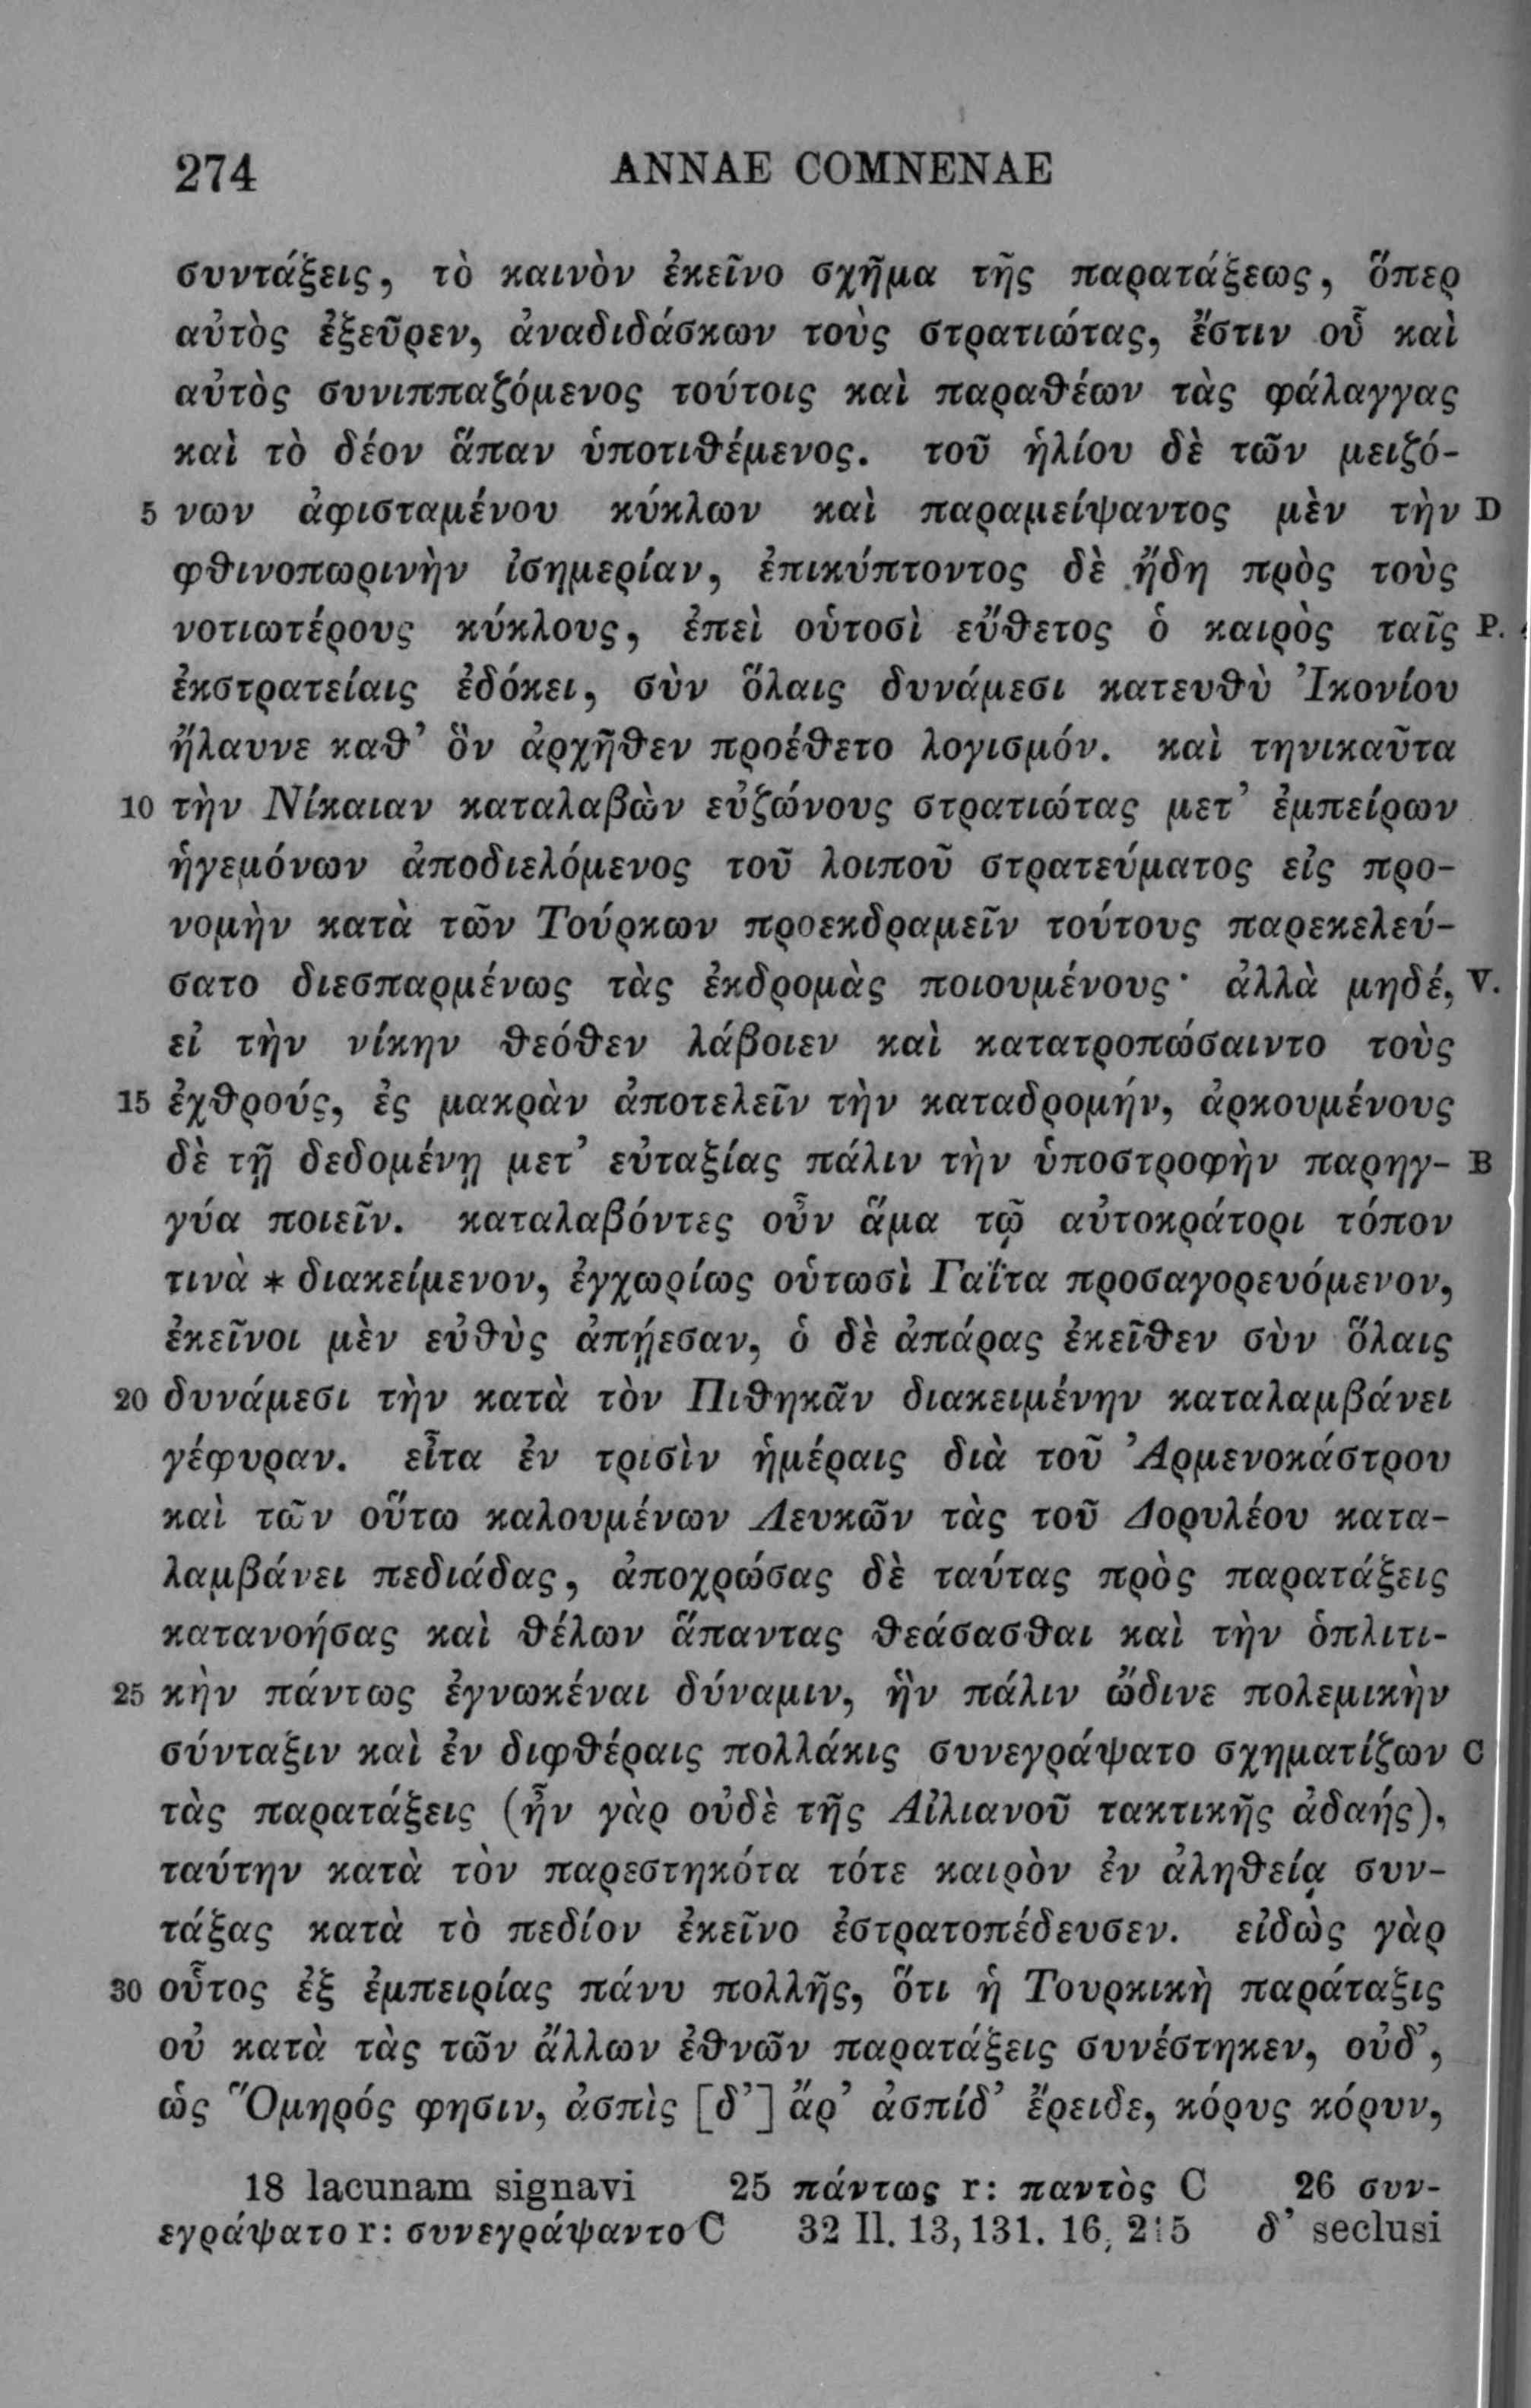 274 ANNAE COMNENAE
συντάξεις, τὸ καινὸν ἐκεῖνο σχῆμα τῆς παρατάξεως, ὅπερ
αὐτὸς ἐξεῦρεν, ἀναδιδάσκων τοὺς στρατιώτας, ἔστιν οὗ καὶ
αὐτὸς συνιππαζόμενος τούτοις καὶ παραθέων τὰς φάλαγγας
καὶ τὸ δέον ἅπαν ὑποτιθέμενος. τοῦ ἡλίου δὲ τῶν μειζό-
5 νων ἀφισταμένου κύκλων καὶ παραμείψαντος μὲν τὴν D
φθινοπωρινὴν ἰσημερίαν, ἐπικύπτοντος δὲ ἤδη πρὸς τοὺς
νοτιωτέρους κύκλους, ἐπεὶ οὑτοσὶ εὔθετος ὁ καιρὸς ταῖς P.
ἐκστρατείαις ἐδόκει, σὺν ὅλαις δυνάμεσι κατευθὺ Ἰκονίου
ἤλαυνε καθ’ ὃν ἀρχῆθεν προέθετο λογισμόν. καὶ τηνικαῦτα
10 τὴν Νίκαιαν καταλαβὼν εὐζώνους στρατιώτας μετ’ ἐμπείρων
ἡγεμόνων ἀποδιελόμενος τοῦ λοιποῦ στρατεύματος εἰς προ-
νομὴν κατὰ τῶν Τούρκων προεκδραμεῖν τούτους παρεκελεύ-
σατο διεσπαρμένως τὰς ἐκδρομὰς ποιουμένους· ἀλλὰ μηδέ, V.
εἰ τὴν νίκην θεόθεν λάβοιεν καὶ κατατροπώσαιντο τοὺς
15 ἐχθρούς, ἐς μακρὰν ἀποτελεῖν τὴν καταδρομήν, ἀρκουμένους
δὲ τῇ δεδομένῃ μετ’ εὐταξίας πάλιν τὴν ὑποστροφὴν παρηγ- B
γύα ποιεῖν. καταλαβόντες οὖν ἅμα τῷ αὐτοκράτορι τόπον
τινὰ * διακείμενον, ἐγχωρίως οὑτωσὶ Γαΐτα προσαγορευόμενον,
ἐκεῖνοι μὲν εὐθὺς ἀπῄεσαν, ὁ δὲ ἀπάρας ἐκεῖθεν σὺν ὅλαις
20 δυνάμεσι τὴν κατὰ τὸν Πιθηκᾶν διακειμένην καταλαμβάνει
γέφυραν. εἶτα ἐν τρισὶν ἡμέραις διὰ τοῦ Ἀρμενοκάστρου
καὶ τῶν οὕτω καλουμένων Λευκῶν τὰς τοῦ Δορυλέου κατα-
λαμβάνει πεδιάδας, ἀποχρώσας δὲ ταύτας πρὸς παρατάξεις
κατανοήσας καὶ θέλων ἅπαντας θεάσασθαι καὶ τὴν ὁπλιτι-
25 κὴν πάντως ἐγνωκέναι δύναμιν, ἣν πάλιν ὤδινε πολεμικὴν
σύνταξιν καὶ ἐν διφθέραις πολλάκις συνεγράψατο σχηματίζων C
τὰς παρατάξεις (ἦν γὰρ οὐδὲ τῆς Αἰλιανοῦ τακτικῆς ἀδαής),
ταύτην κατὰ τὸν παρεστηκότα τότε καιρὸν ἐν ἀληθείᾳ συν-
τάξας κατὰ τὸ πεδίον ἐκεῖνο ἐστρατοπέδευσεν. εἰδὼς γὰρ
30 οὗτος ἐξ ἐμπειρίας πάνυ πολλῆς, ὅτι ἡ Τουρκικὴ παράταξις
οὐ κατὰ τὰς τῶν ἄλλων ἐθνῶν παρατάξεις συνέστηκεν, οὐδ’,
ὡς Ὅμηρός φησιν, ἀσπὶς [δ’] ἄρ’ ἀσπίδ’ ἔρειδε, κόρυς κόρυν,
18 lacunam signavi 25 πάντως r: παντὸς C 26 συν-
εγράψατο r: συνεγράψαντο C 32 Il. 13, 131. 16, 215 δ’ seclusi